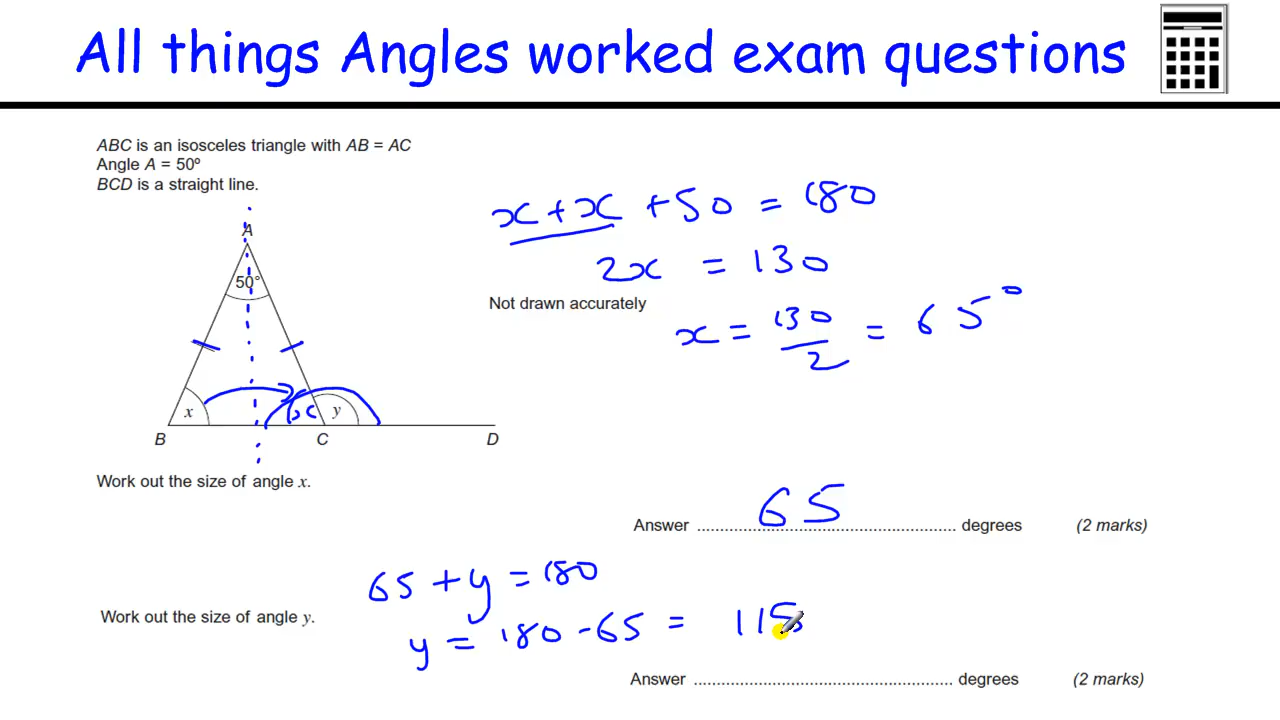 All things Angles worked exam questions
ABC is an isosceles triangle with AB = AC
Angle A = 50º
BCD is a straight line.
x + x + 50 = 180
2x = 130
Not drawn accurately
x = 130/2 = 65°
A
50°
x
x
y
B
C
D
Work out the size of angle x.
65
Answer ........................................................ degrees (2 marks)
65 + y = 180
Work out the size of angle y.
y = 180 - 65 = 115
Answer ........................................................ degrees (2 marks)